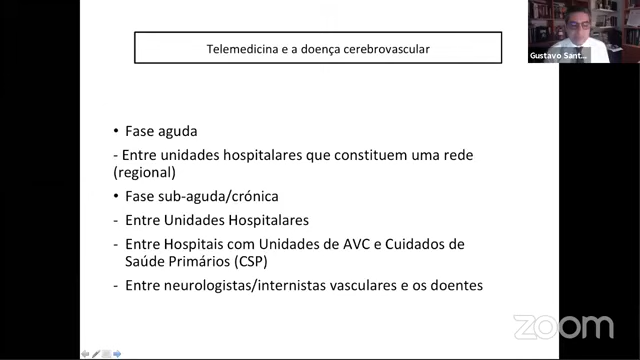 Telemedicina e a doença cerebrovascular
Gustavo Sant...
• Fase aguda
- Entre unidades hospitalares que constituem uma rede
(regional)
• Fase sub-aguda/crónica
- Entre Unidades Hospitalares
- Entre Hospitais com Unidades de AVC e Cuidados de
Saúde Primários (CSP)
- Entre neurologistas/internistas vasculares e os doentes
zoom